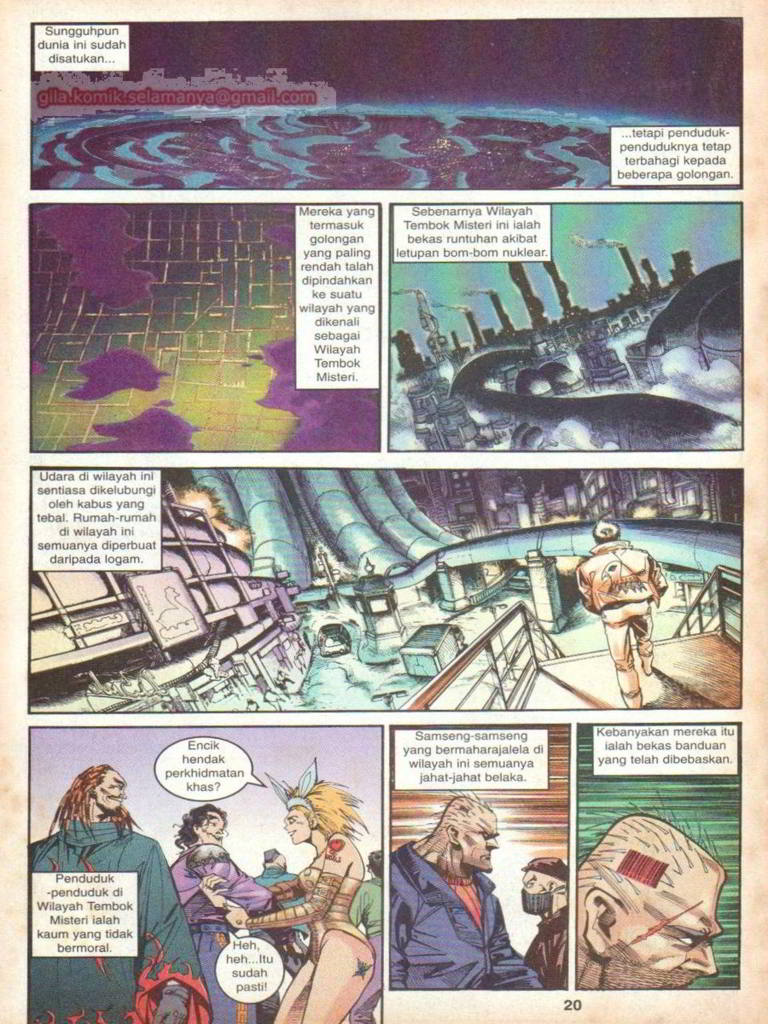 Sungguhpun
dunia ini sudah
disatukan...
gila.komik.selamanya@gmail.com
...tetapi penduduk-
penduduknya tetap
terbahagi kepada
beberapa golongan.
Mereka yang
termasuk
golongan
yang paling
rendah talah
dipindahkan
ke suatu
wilayah yang
dikenali
sebagai
Wilayah
Tembok
Misteri.
Sebenarnya Wilayah
Tembok Misteri ini ialah
bekas runtuhan akibat
letupan bom-bom nuklear.
Udara di wilayah ini
sentiasa dikelubungi
oleh kabus yang
tebal. Rumah-rumah
di wilayah ini
semuanya diperbuat
daripada logam.
Encik
hendak
perkhidmatan
khas?
Penduduk
-penduduk di
Wilayah Tembok
Misteri ialah
kaum yang tidak
bermoral.
Heh,
heh...Itu
sudah
pasti!
Samseng-samseng
yang bermaharajalela di
wilayah ini semuanya
jahat-jahat belaka.
Kebanyakan mereka itu
ialah bekas banduan
yang telah dibebaskan.
20